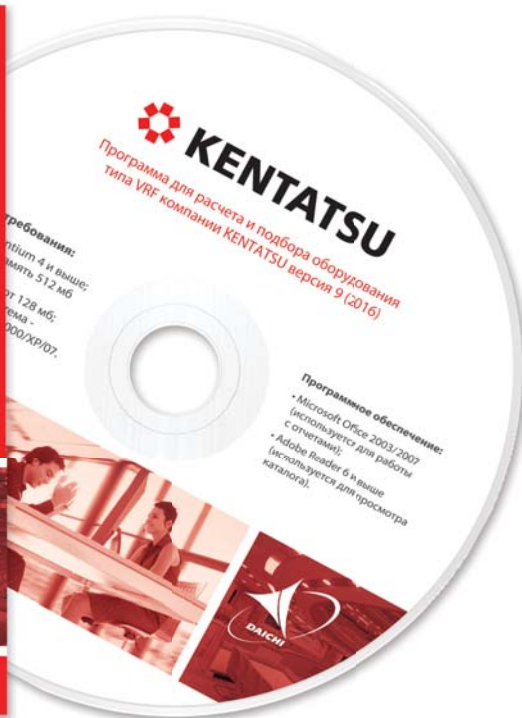 KENTATSU
Программа для расчета и подбора оборудования
типа VRF компании KENTATSU версия 9 (2016)
требования:
ntium 4 и выше;
амять 512 мб
от 128 мб;
тема -
000/XP/07.
Программное обеспечение:
• Microsoft Office 2003/2007
(используется для работы
с отчетами);
• Adobe Reader 6 и выше
(используется для просмотра
каталога).
DAICHI